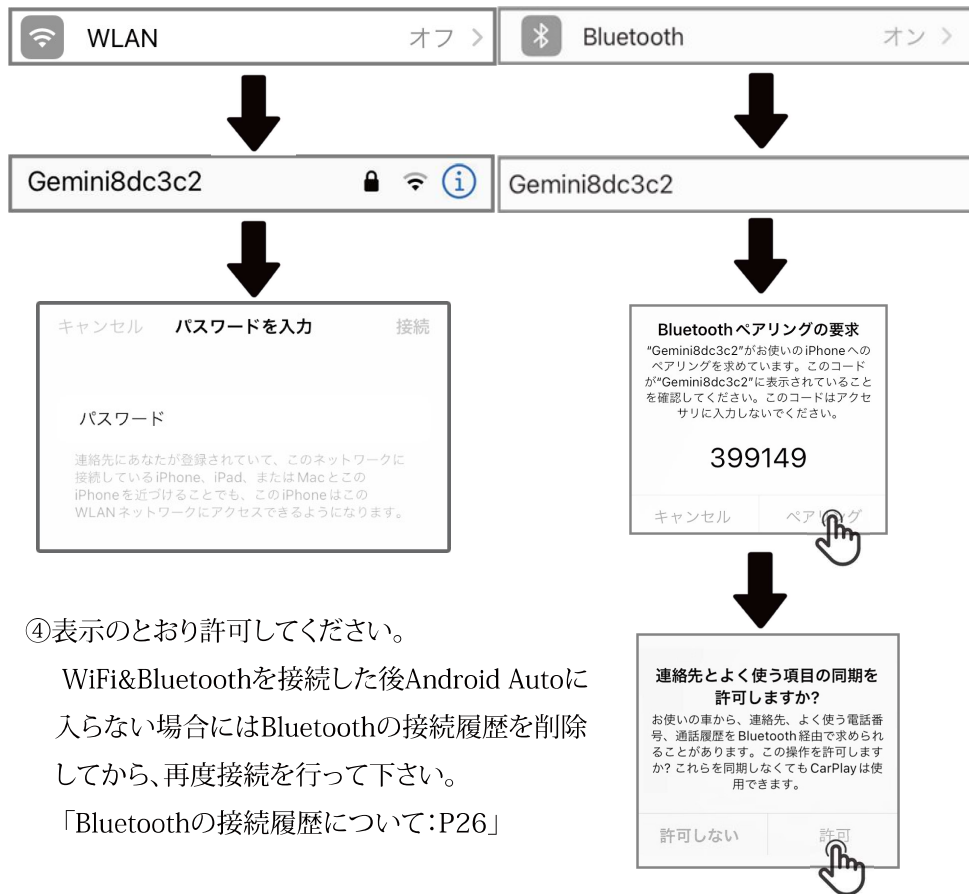 WLAN
オフ
Gemini8dc3c2
キャンセル
パスワードを入力
接続
パスワード
連絡先にあなたが登録されていて、このネットワークに
接続しているiPhone、iPad、またはMacとこの
iPhoneを近づけることでも、このiPhoneはこの
WLANネットワークにアクセスできるようになります。
Bluetooth
オン
Gemini8dc3c2
Bluetoothペアリングの要求
“Gemini8dc3c2”がお使いのiPhoneへの
ペアリングを求めています。このコード
が“Gemini8dc3c2”に表示されていること
を確認してください。このコードはアクセ
サリに入力しないでください。
399149
キャンセル
ペアリング
④表示のとおり許可してください。
WiFi&Bluetoothを接続した後Android Autoに
入らない場合にはBluetoothの接続履歴を削除
してから、再度接続を行って下さい。
「Bluetoothの接続履歴について:P26」
連絡先とよく使う項目の同期を
許可しますか?
お使いの車から、連絡先、よく使う電話番
号、通話履歴をBluetooth経由で求められ
ることがあります。この操作を許可します
か? これらを同期しなくてもCarPlayは使
用できます。
許可しない
許可